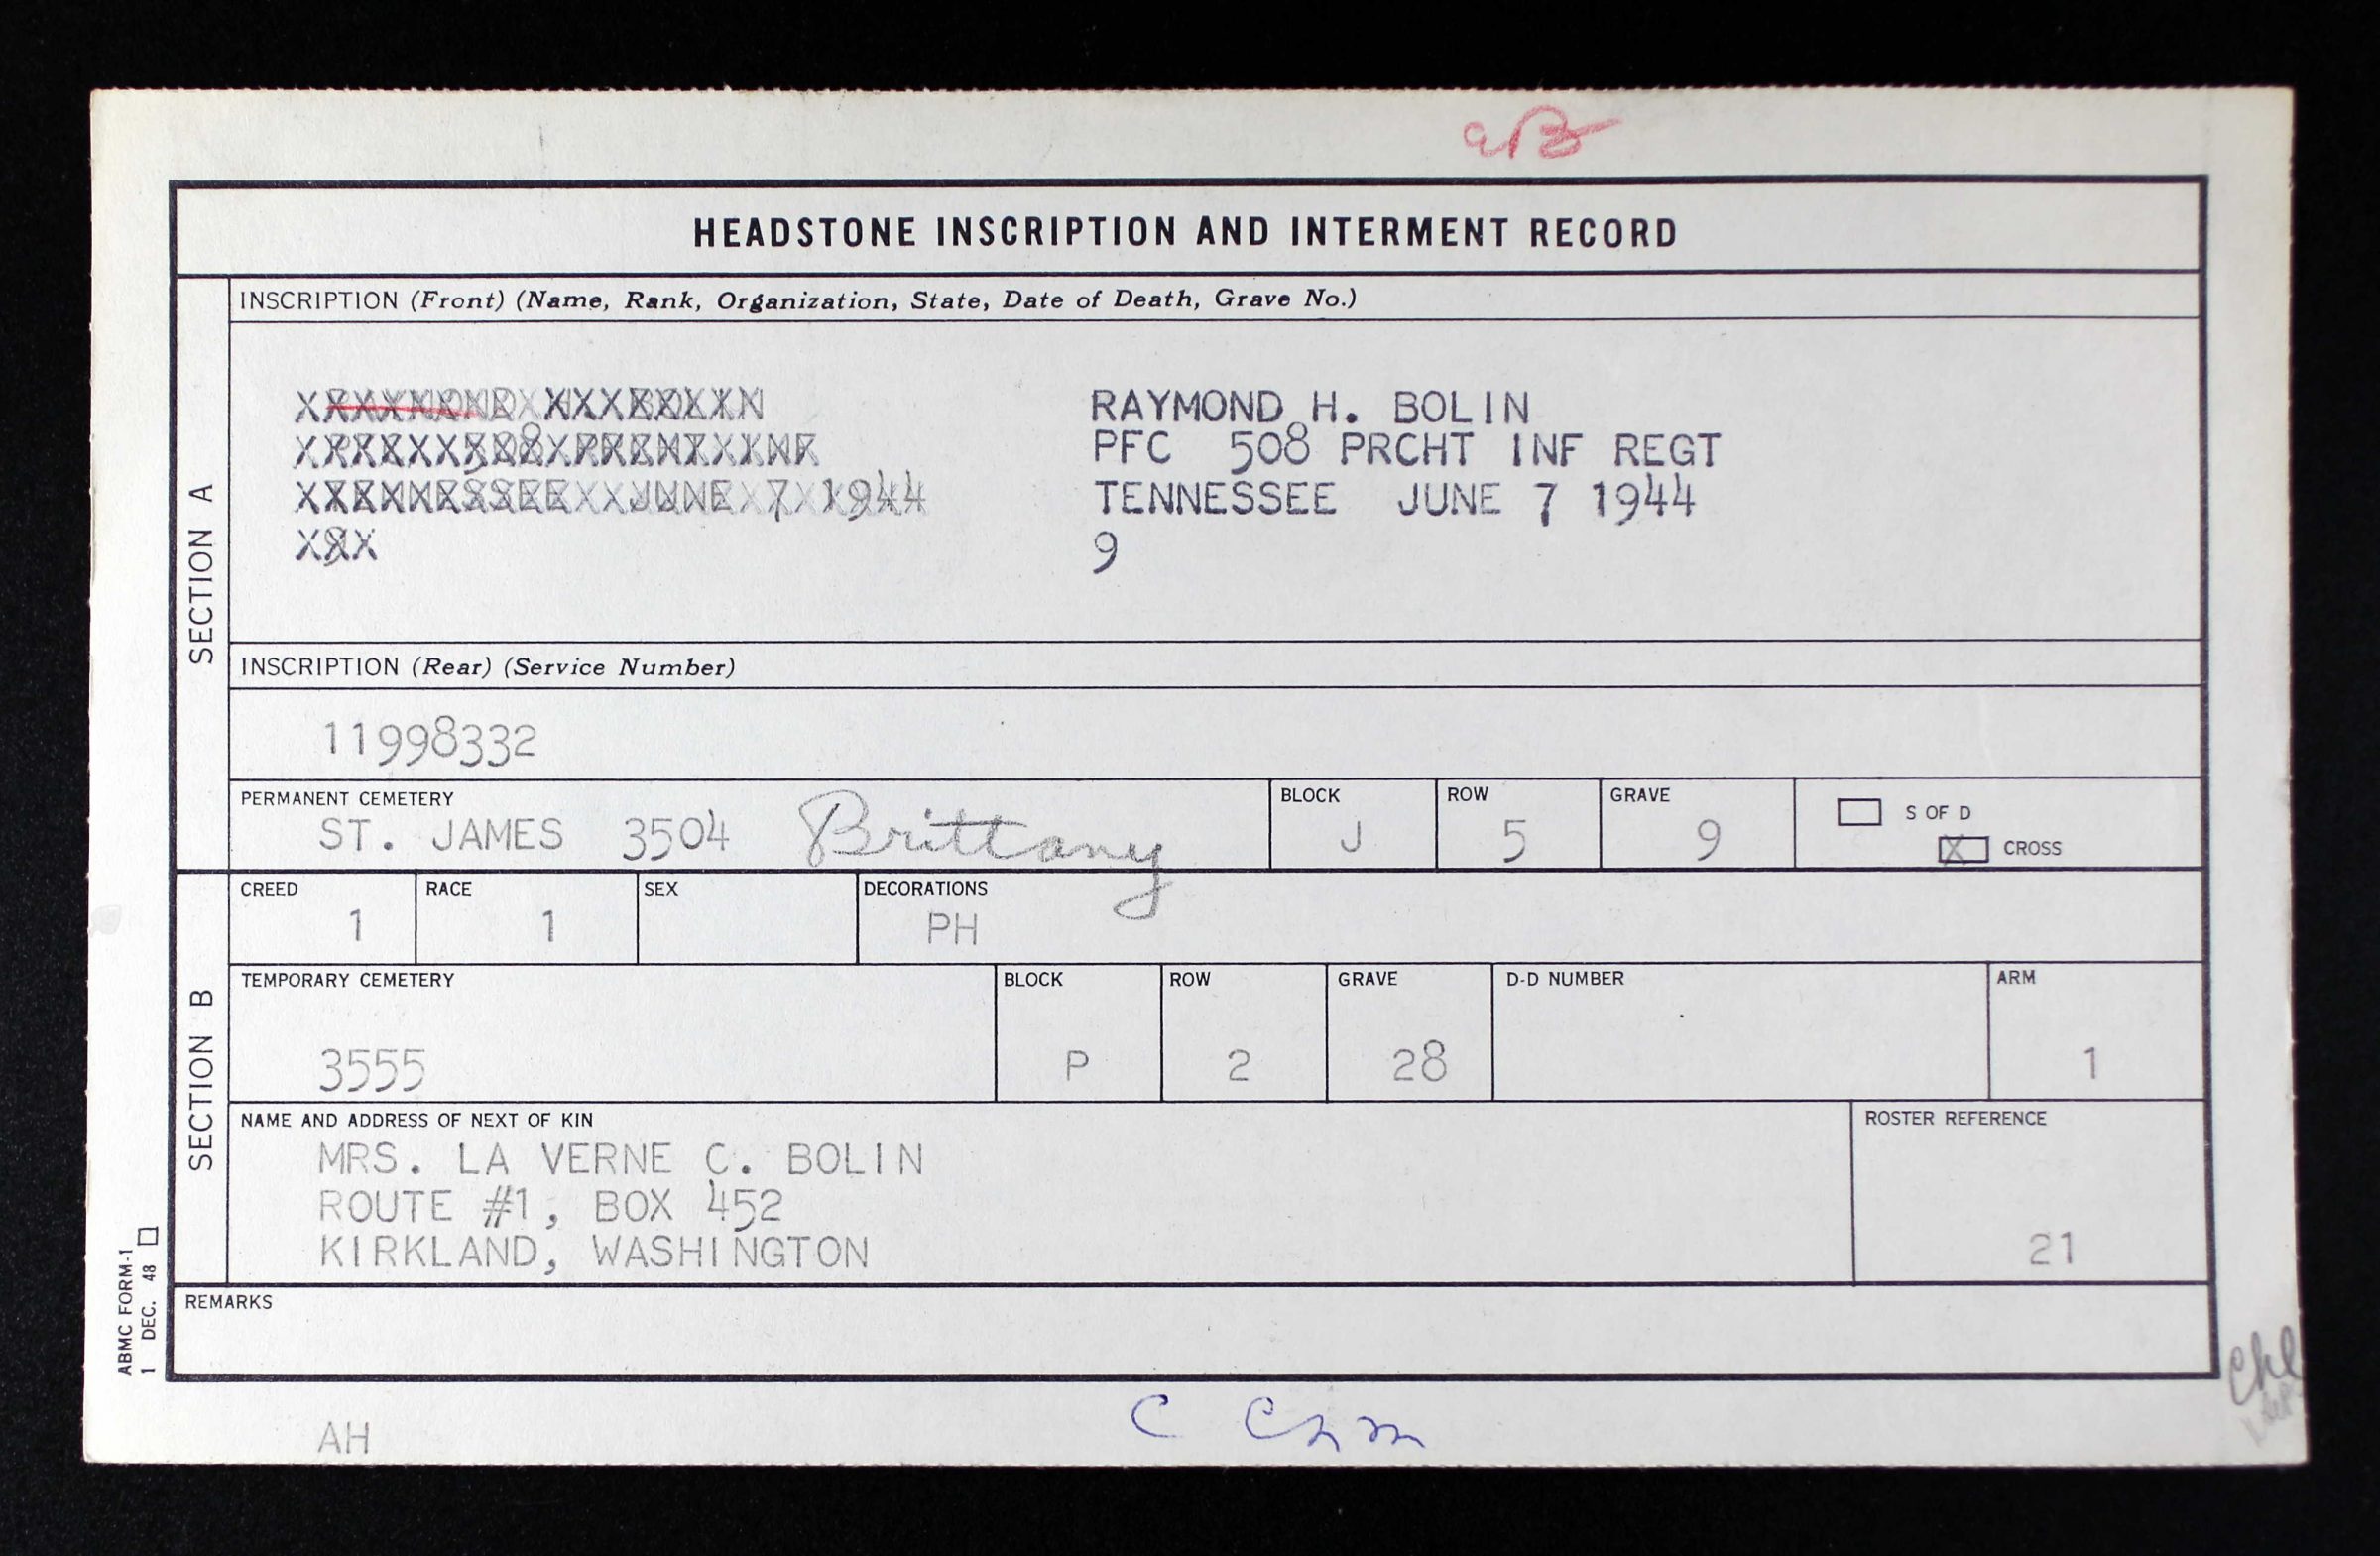 HEADSTONE INSCRIPTION AND INTERMENT RECORD
SECTION A
INSCRIPTION (Front) (Name, Rank, Organization, State, Date of Death, Grave No.)
RAYMOND H. BOLIN
PFC 508 PRCHT INF REGT
TENNESSEE JUNE 7 1944
9
INSCRIPTION (Rear) (Service Number)
11998332
PERMANENT CEMETERY
ST. JAMES 3504 Brittany
BLOCK
J
ROW
5
GRAVE
9
S OF D
X CROSS
SECTION B
CREED
1
RACE
1
SEX
DECORATIONS
PH
TEMPORARY CEMETERY
3555
BLOCK
P
ROW
2
GRAVE
28
D-D NUMBER
ARM
1
NAME AND ADDRESS OF NEXT OF KIN
MRS. LA VERNE C. BOLIN
ROUTE #1, BOX 452
KIRKLAND, WASHINGTON
ROSTER REFERENCE
21
REMARKS
ABMC FORM-1
1 DEC. 48
AH